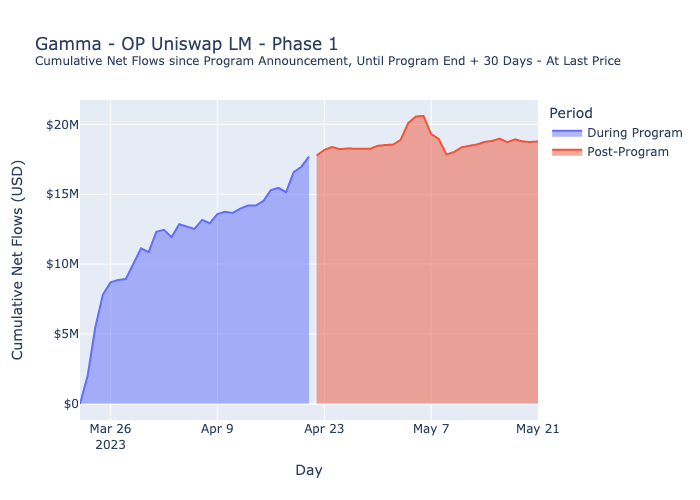 Gamma - OP Uniswap LM - Phase 1
Cumulative Net Flows since Program Announcement, Until Program End + 30 Days - At Last Price
Period
During Program
Post-Program
Cumulative Net Flows (USD)
$20M
$15M
$10M
$5M
$0
Mar 26
2023
Apr 9
Apr 23
May 7
May 21
Day